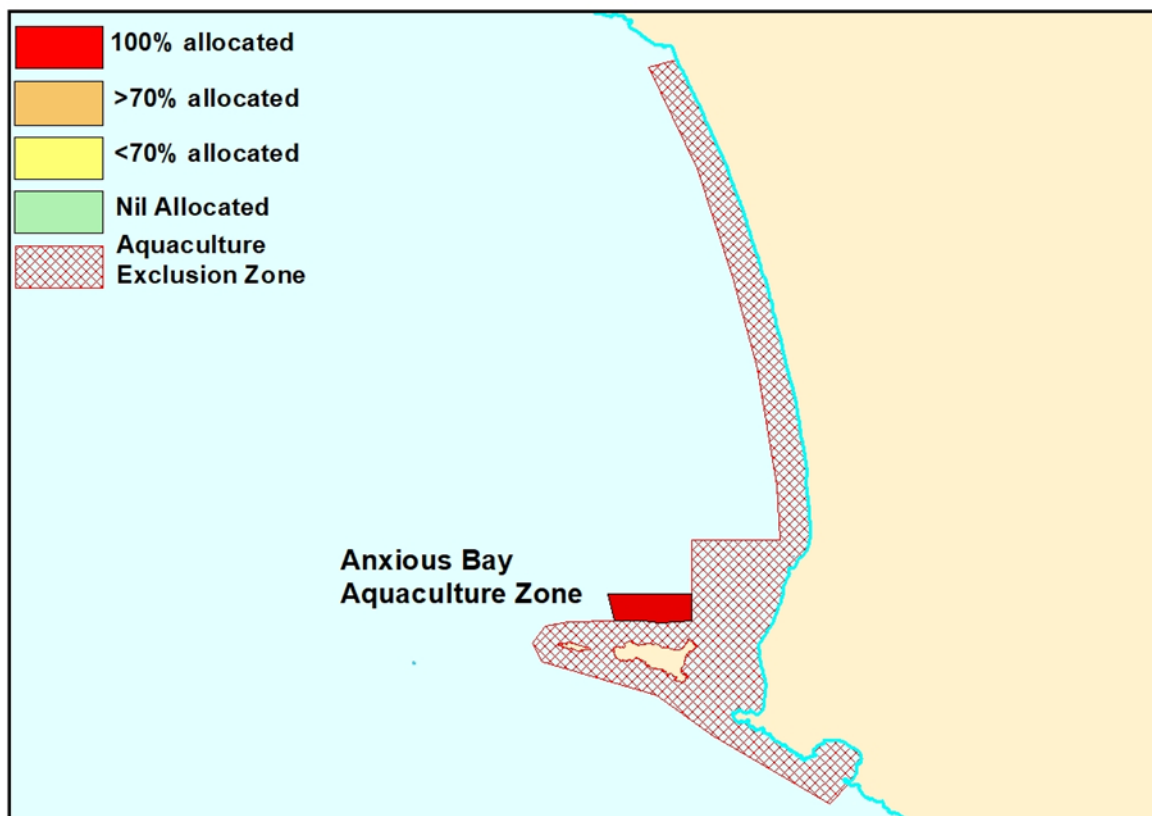 100% allocated
>70% allocated
<70% allocated
Nil Allocated
Aquaculture
Exclusion Zone
Anxious Bay
Aquaculture Zone